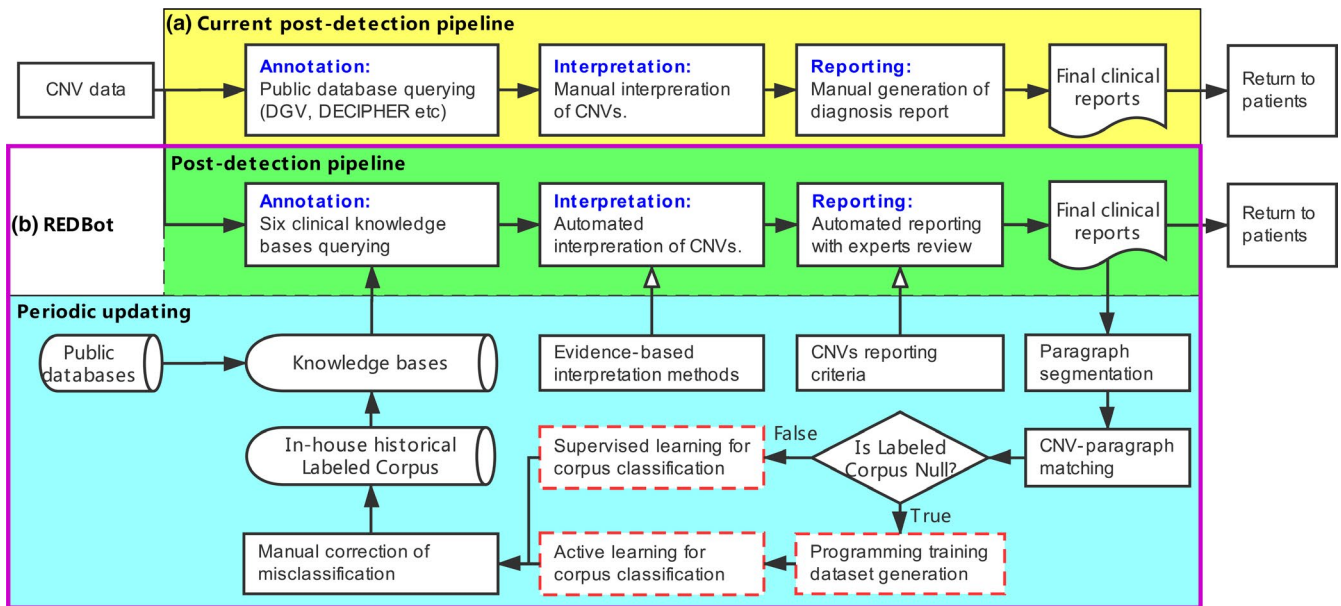 (a) Current post-detection pipeline
CNV data
Annotation:
Public database querying
(DGV, DECIPHER etc)
Interpretation:
Manual interpreration
of CNVs.
Reporting:
Manual generation of
diagnosis report
Final clinical
reports
Return to
patients
Post-detection pipeline
(b) REDBot
Annotation:
Six clinical knowledge
bases querying
Interpretation:
Automated
interpreration of CNVs.
Reporting:
Automated reporting
with experts review
Final clinical
reports
Return to
patients
Periodic updating
Public
databases
Knowledge bases
Evidence-based
interpretation methods
CNVs reporting
criteria
Paragraph
segmentation
In-house historical
Labeled Corpus
Supervised learning for
corpus classification
False
Is Labeled
Corpus Null?
CNV-paragraph
matching
True
Manual correction of
misclassification
Active learning for
corpus classification
Programming training
dataset generation